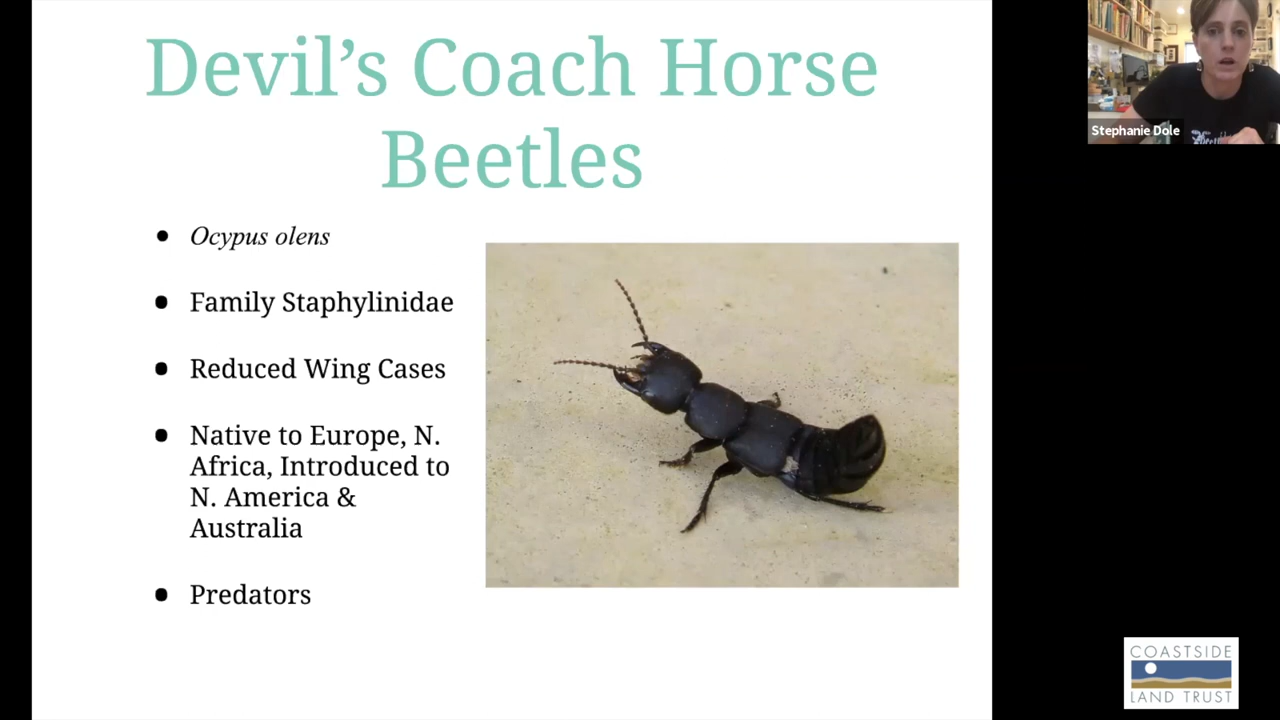 Devil’s Coach Horse
Beetles
• Ocypus olens
• Family Staphylinidae
• Reduced Wing Cases
• Native to Europe, N.
Africa, Introduced to
N. America &
Australia
• Predators
Stephanie Dole
COASTSIDE
LAND TRUST